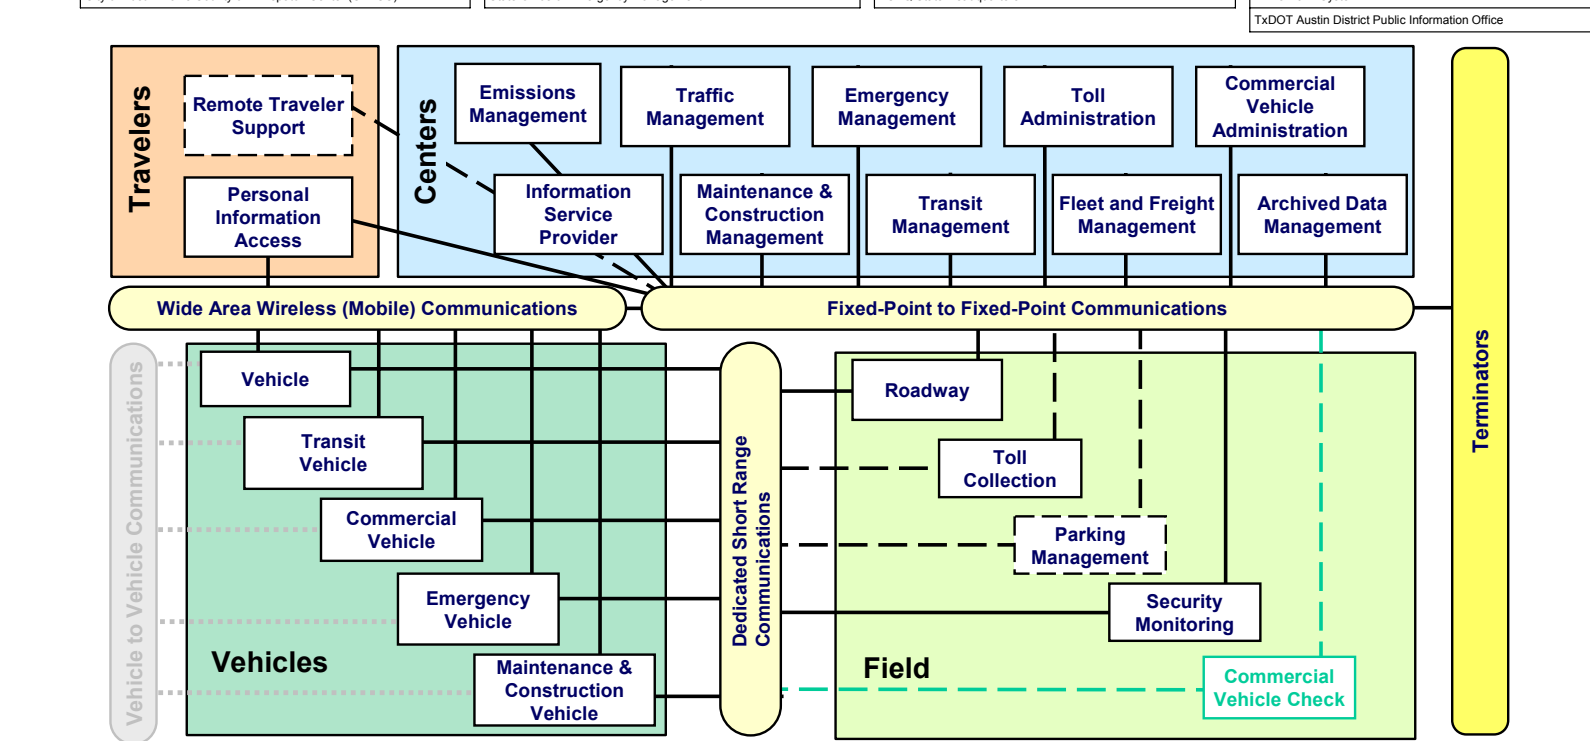 TxDOT Austin District Public Information Office
Travelers
Remote Traveler
Support
Personal
Information
Access
Centers
Emissions
Management
Traffic
Management
Emergency
Management
Toll
Administration
Commercial
Vehicle
Administration
Information
Service
Provider
Maintenance &
Construction
Management
Transit
Management
Fleet and Freight
Management
Archived Data
Management
Wide Area Wireless (Mobile) Communications
Fixed-Point to Fixed-Point Communications
Terminators
Vehicle to Vehicle Communications
Vehicle
Transit
Vehicle
Commercial
Vehicle
Emergency
Vehicle
Maintenance &
Construction
Vehicle
Vehicles
Dedicated Short Range
Communications
Roadway
Toll
Collection
Parking
Management
Security
Monitoring
Commercial
Vehicle Check
Field